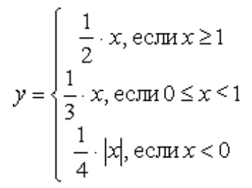 y = { 1/2 · x, если x ≥ 1
1/3 · x, если 0 ≤ x < 1
1/4 · |x|, если x < 0